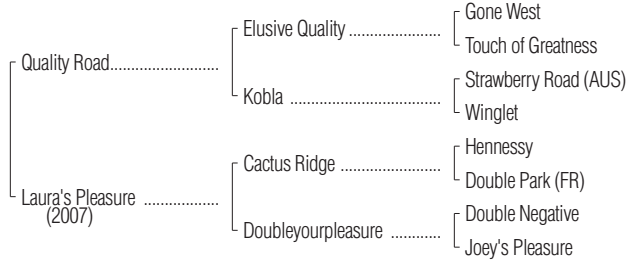 Gone West
Elusive Quality ....................
Touch of Greatness
Quality Road.......................
Strawberry Road (AUS)
Kobla .................................
Winglet
Hennessy
Cactus Ridge ......................
Double Park (FR)
Laura's Pleasure ................
(2007)
Double Negative
Doubleyourpleasure ...........
Joey's Pleasure